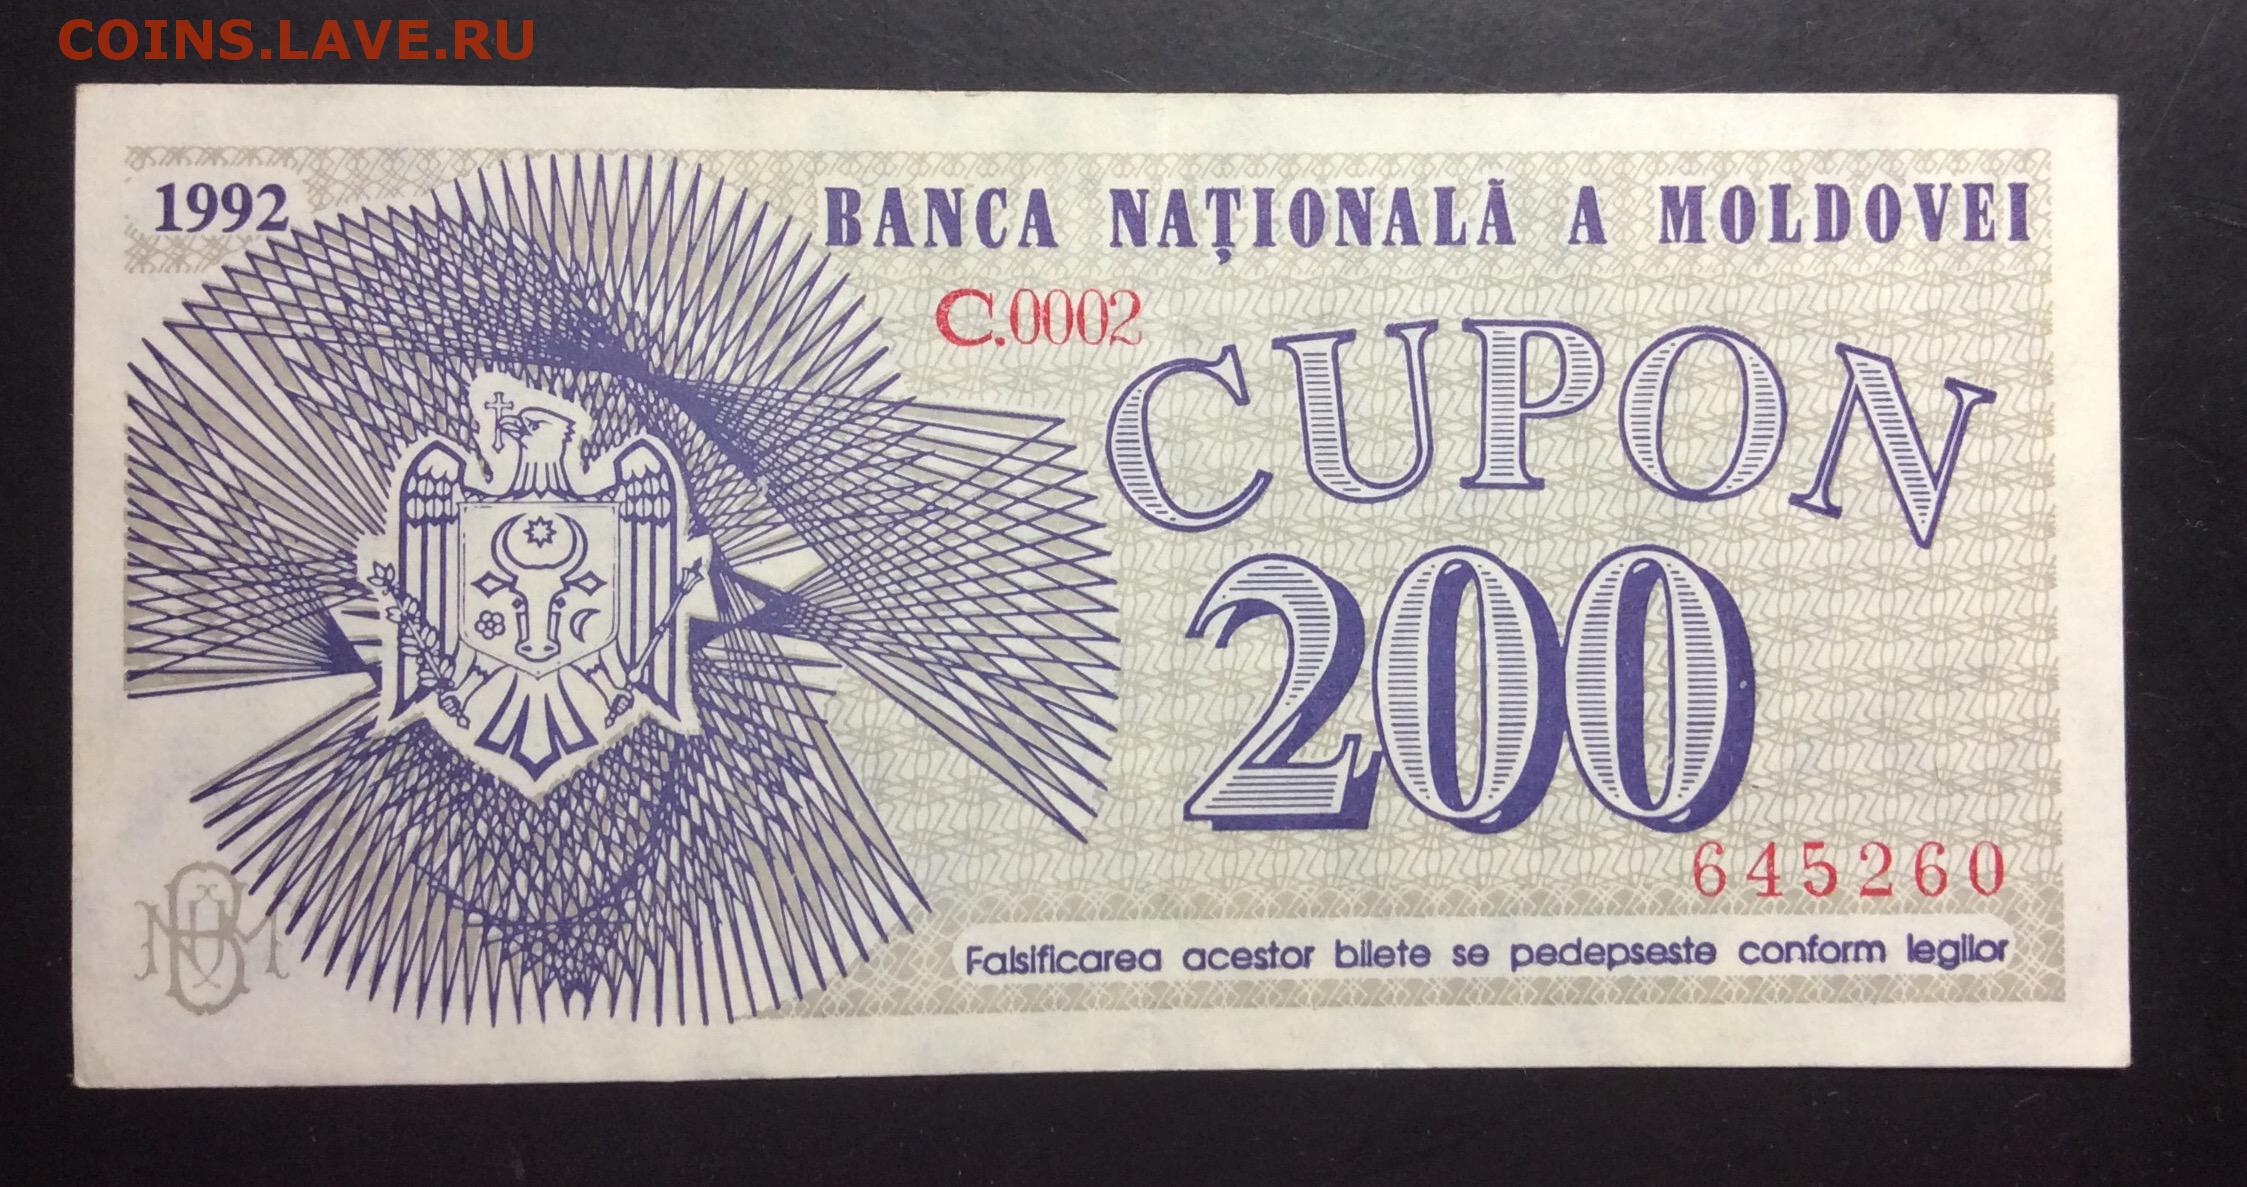 COINS.LAVE.RU
1992
BANCA NAȚIONALĂ A MOLDOVEI
C.0002
CUPON
200
645260
Falsificarea acestor bilete se pedepseste conform legilor